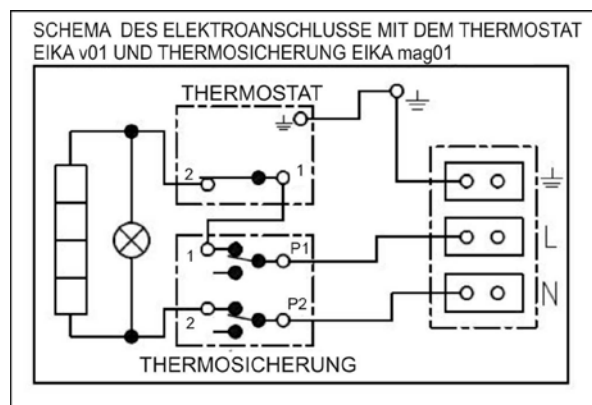 SCHEMA DES ELEKTROANSCHLUSSE MIT DEM THERMOSTAT
EIKA v01 UND THERMOSICHERUNG EIKA mag01
THERMOSTAT
2
1
1
P1
L
P2
N
2
THERMOSICHERUNG